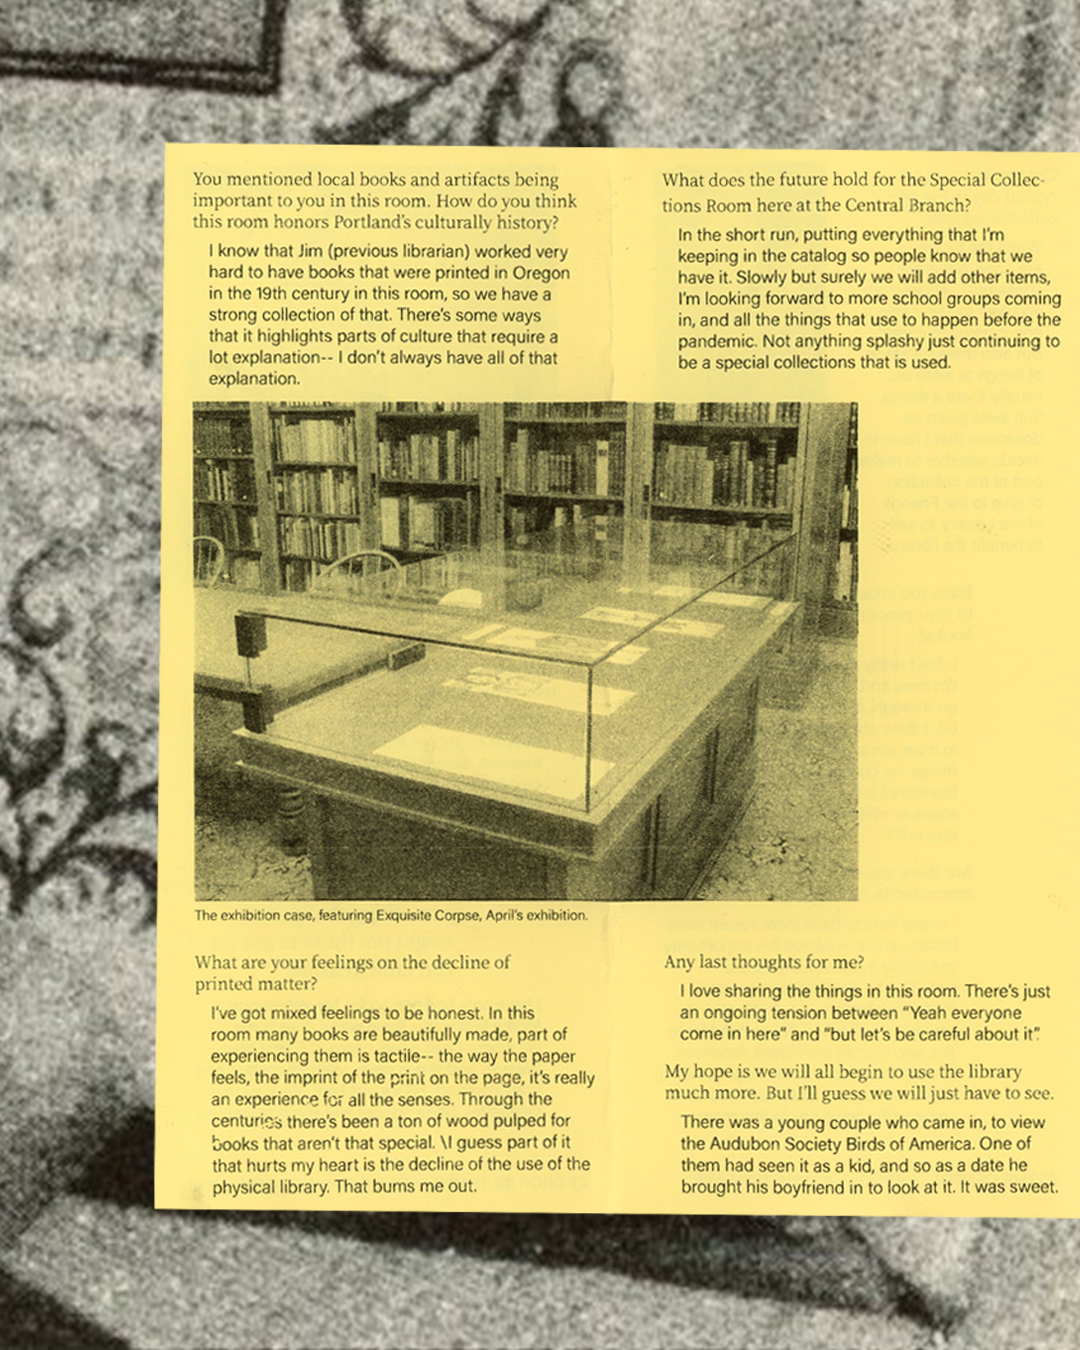 You mentioned local books and artifacts being
important to you in this room. How do you think
this room honors Portland's culturally history?
I know that Jim (previous librarian) worked very
hard to have books that were printed in Oregon
in the 19th century in this room, so we have a
strong collection of that. There's some ways
that it highlights parts of culture that require a
lot explanation-- I don't always have all of that
explanation.
What does the future hold for the Special Collec-
tions Room here at the Central Branch?
In the short run, putting everything that I'm
keeping in the catalog so people know that we
have it. Slowly but surely we will add other items,
I'm looking forward to more school groups coming
in, and all the things that use to happen before the
pandemic. Not anything splashy just continuing to
be a special collections that is used.
The exhibition case, featuring Exquisite Corpse, April's exhibition.
What are your feelings on the decline of
printed matter?
I've got mixed feelings to be honest. In this
room many books are beautifully made, part of
experiencing them is tactile-- the way the paper
feels, the imprint of the print on the page, it's really
an experience for all the senses. Through the
centuries there's been a ton of wood pulped for
books that aren't that special. \I guess part of it
that hurts my heart is the decline of the use of the
physical library. That bums me out.
Any last thoughts for me?
I love sharing the things in this room. There's just
an ongoing tension between "Yeah everyone
come in here" and "but let's be careful about it".
My hope is we will all begin to use the library
much more. But I'll guess we will just have to see.
There was a young couple who came in, to view
the Audubon Society Birds of America. One of
them had seen it as a kid, and so as a date he
brought his boyfriend in to look at it. It was sweet.